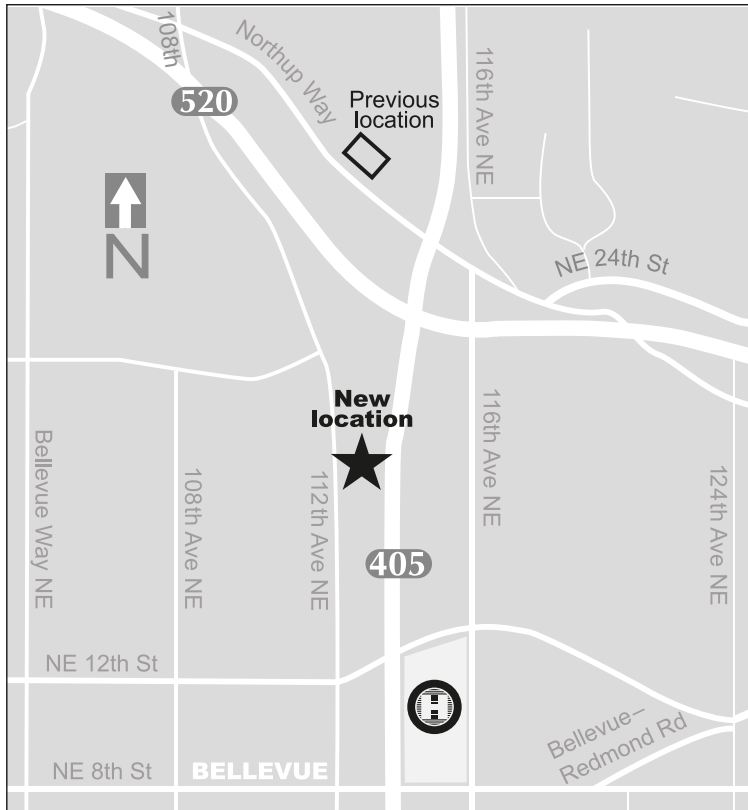 108th
Northup Way
116th Ave NE
520
Previous
location
N
NE 24th St
New
location
Bellevue Way NE
108th Ave NE
112th Ave NE
116th Ave NE
124th Ave NE
405
NE 12th St
Bellevue–
Redmond Rd
NE 8th St
BELLEVUE